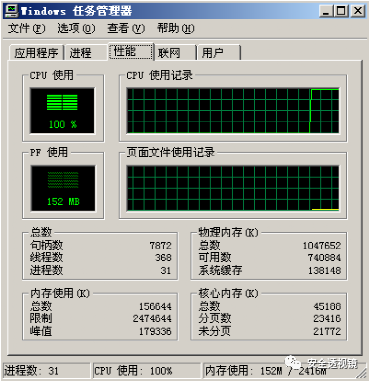 Windows 任务管理器
文件(F) 选项(O) 查看(V) 帮助(H)
应用程序 进程 性能 联网 用户
CPU 使用 CPU 使用记录
100 %
PF 使用 页面文件使用记录
152 MB
总数 物理内存(K)
句柄数 7872 总数 1047652
线程数 368 可用数 740884
进程数 31 系统缓存 138148
内存使用(K) 核心内存(K)
总数 156644 总数 45188
限制 2474644 分页数 23416
峰值 179336 未分页 21772
安全透视镜
进程数: 31 CPU 使用: 100% 内存使用: 152M / 2416M